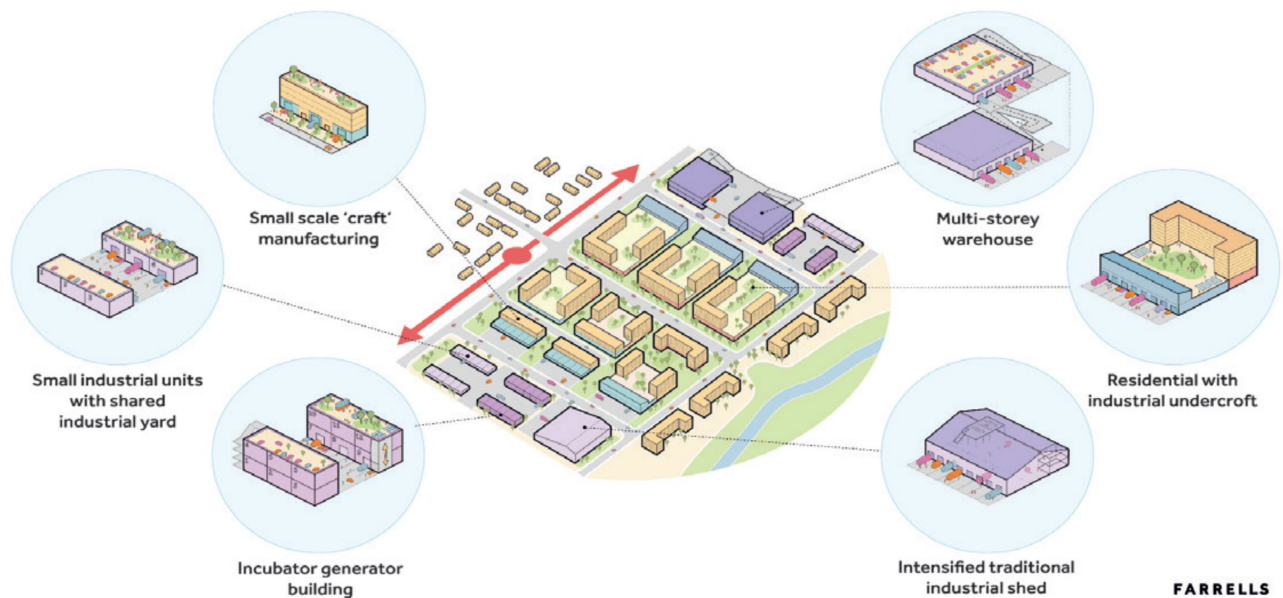 Small scale ‘craft’
manufacturing
Multi-storey
warehouse
Small industrial units
with shared
industrial yard
Residential with
industrial undercroft
Incubator generator
building
Intensified traditional
industrial shed
FARRELLS